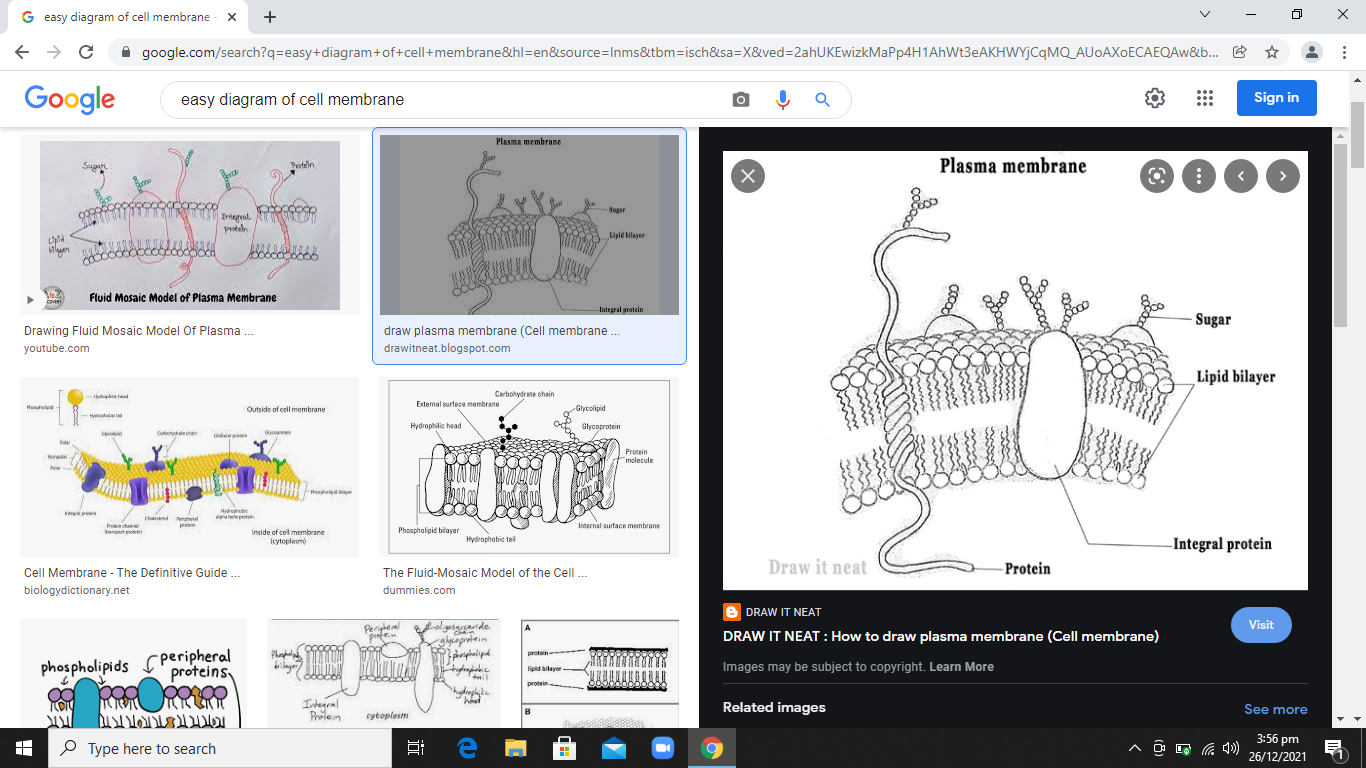 easy diagram of cell membrane -
google.com/search?q=easy+diagram+of+cell+membrane&hl=en&source=lnms&tbm=isch&sa=X&ved=2ahUKEwizkMaPp4H1AhWt3eAKHWYjCqMQ_AUoAXoECAEQAw&b...
Google
easy diagram of cell membrane
Sign in
Sugar
Protein
Integral
protein
Lipid
bilayer
Fluid Mosaic Model of Plasma Membrane
Drawing Fluid Mosaic Model Of Plasma ...
youtube.com
Plasma membrane
Sugar
Lipid bilayer
Integral protein
draw plasma membrane (Cell membrane ...
drawitneat.blogspot.com
Phospholipid
Hydrophilic head
Hydrophobic tail
Outside of cell membrane
Glycolipid
Carbohydrate chain
Globular protein
Glycoprotein
Polar
Nonpolar
Polar
Phospholipid bilayer
Integral protein
Protein channel
(transport protein)
Cholesterol
Peripheral
protein
Hydrophobic
alpha helix protein
Inside of cell membrane
(cytoplasm)
Cell Membrane - The Definitive Guide ...
biologydictionary.net
Carbohydrate chain
External surface membrane
Glycolipid
Hydrophilic head
Glycoprotein
Protein
molecule
Phospholipid bilayer
Internal surface membrane
Hydrophobic tail
The Fluid-Mosaic Model of the Cell ...
dummies.com
phospholipids
peripheral
proteins
Peripheral
protein
oligosaccaride
chain
glycoprotein
Phospholipid
bilayer
phospholipid
hydrophobic
tail
hydrophilic
head
Integral
Protein
cytoplasm
A
protein
lipid bilayer
protein
B
Plasma membrane
Sugar
Lipid bilayer
Integral protein
Protein
Draw it neat
DRAW IT NEAT
DRAW IT NEAT : How to draw plasma membrane (Cell membrane)
Visit
Images may be subject to copyright. Learn More
Related images
See more
Type here to search
3:56 pm
26/12/2021
1